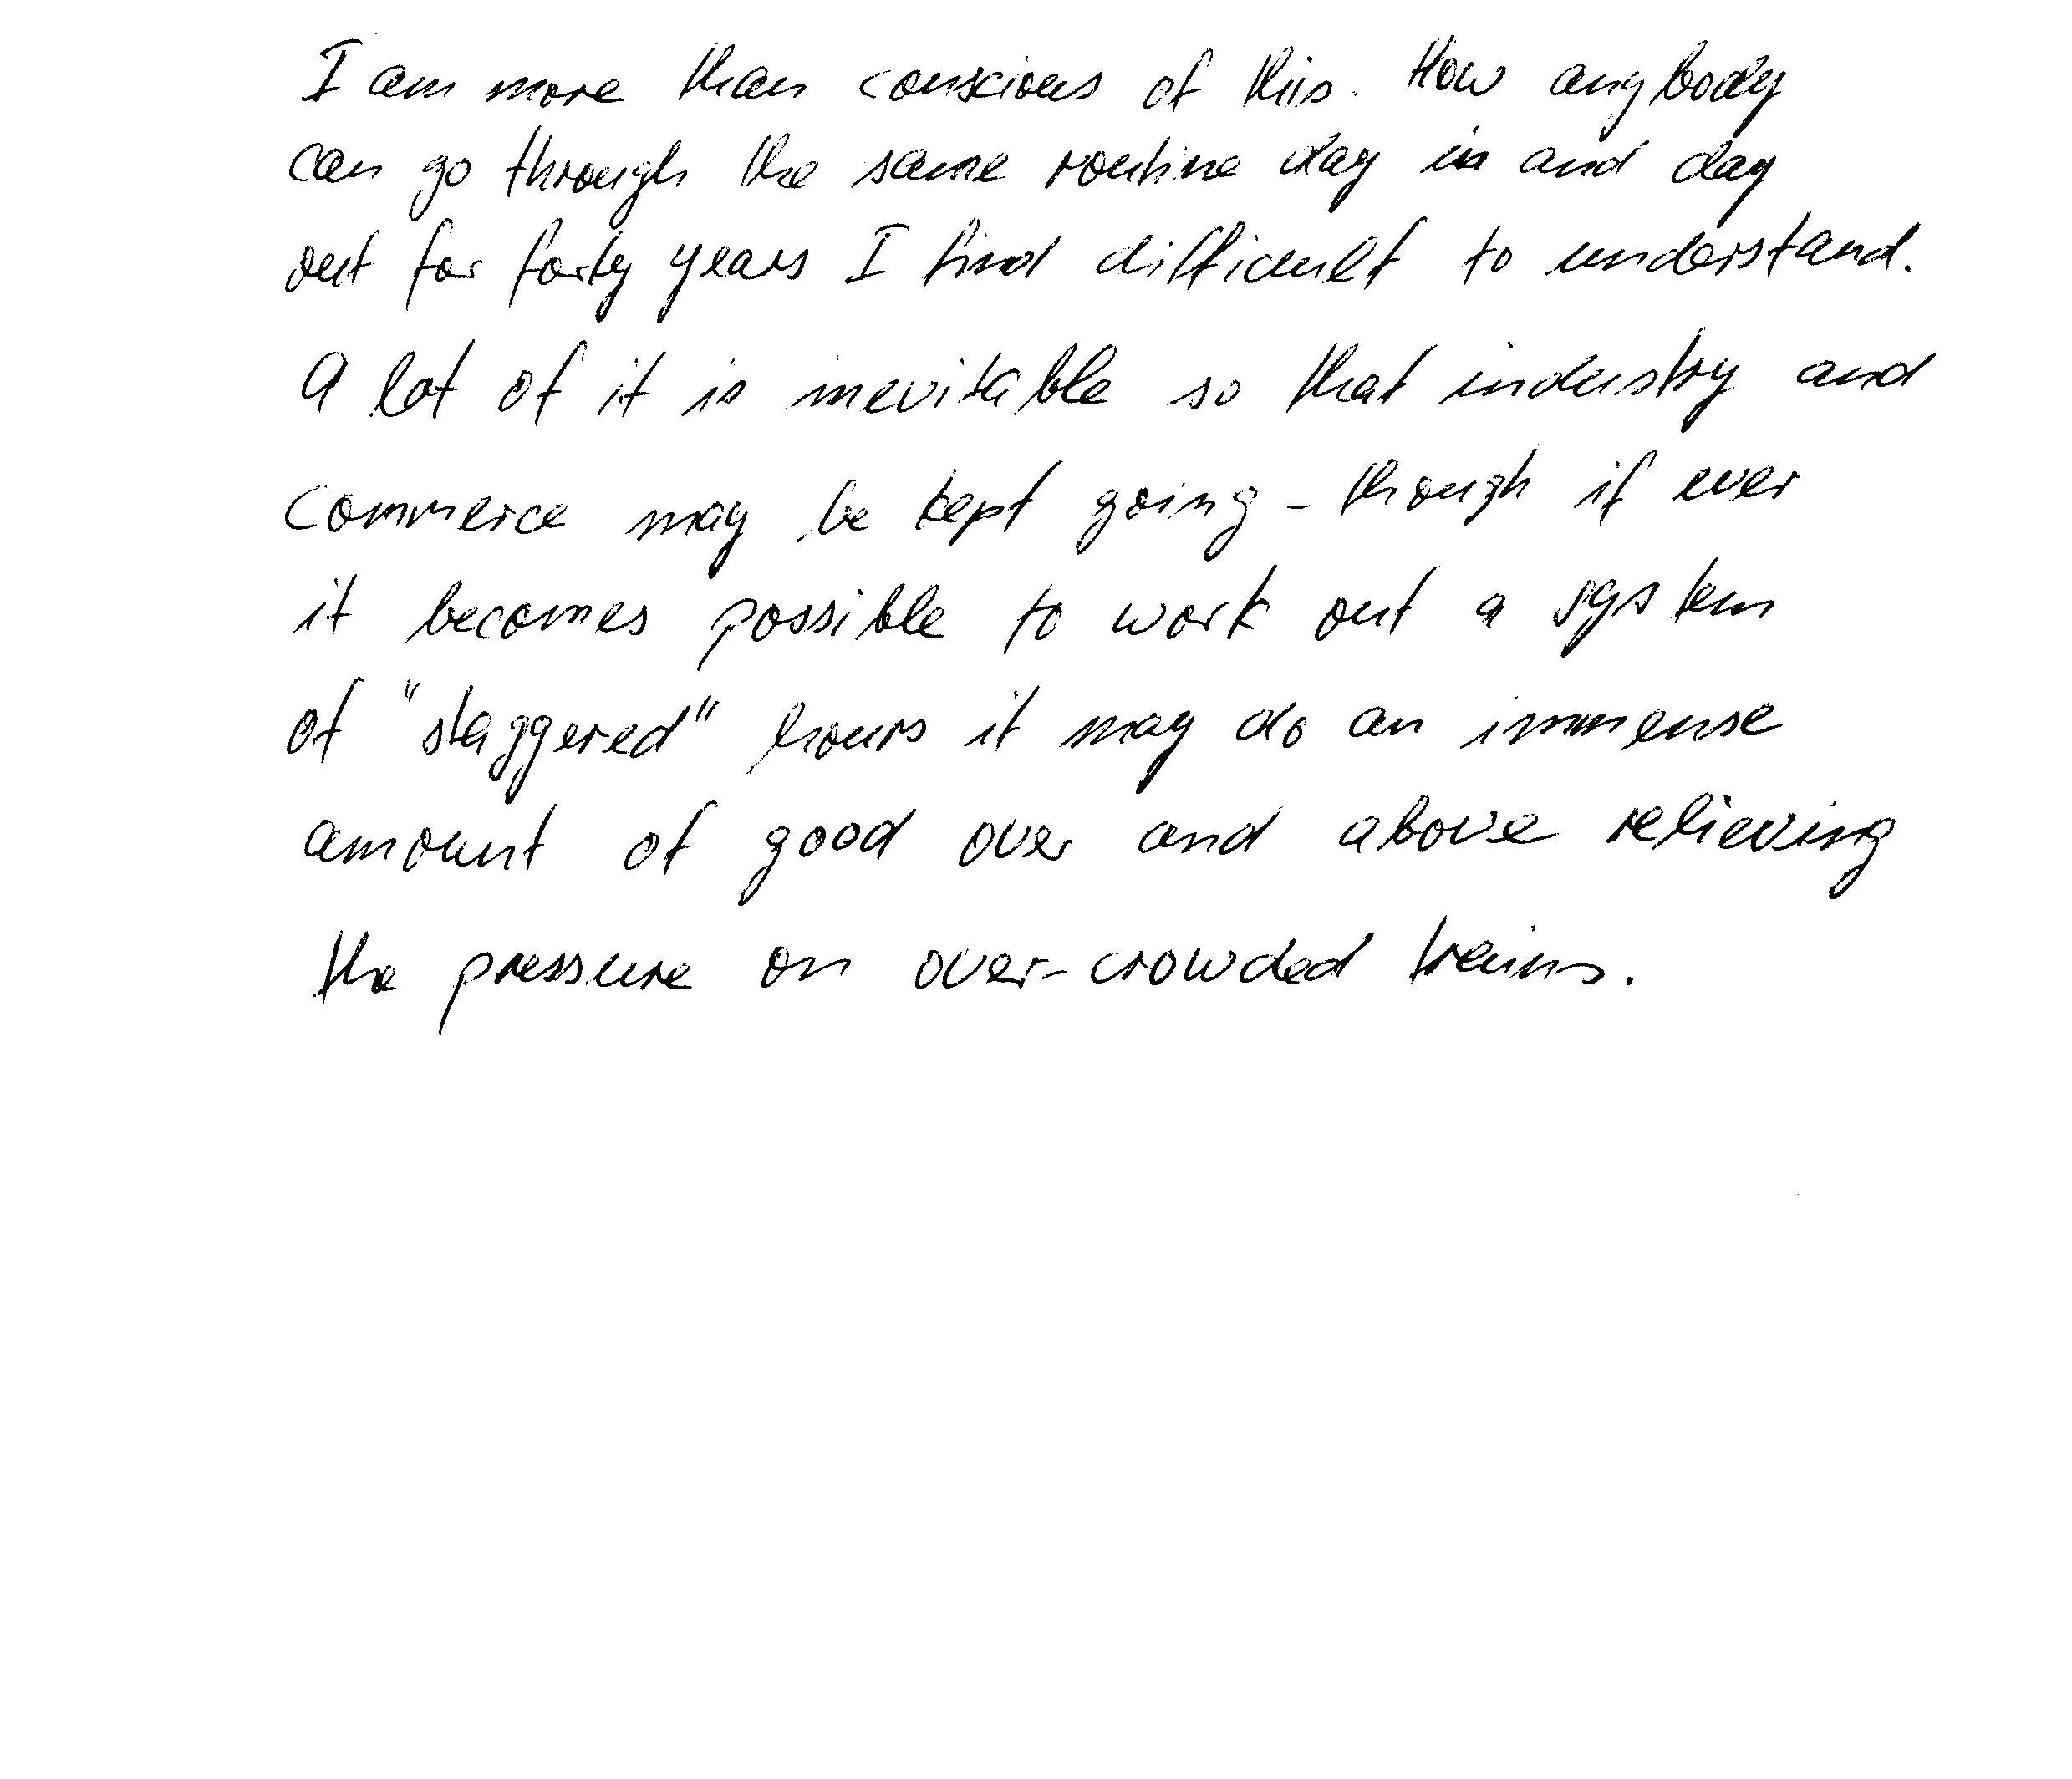 I am more than conscious of this. How anybody
can go through the same routine day in and day
out for forty years I find difficult to understand.
A lot of it is inevitable so that industry and
commerce may be kept going - though if ever
it becomes possible to work out a system
of "staggered" hours it may do an immense
amount of good over and above relieving
the pressure on over-crowded trains.